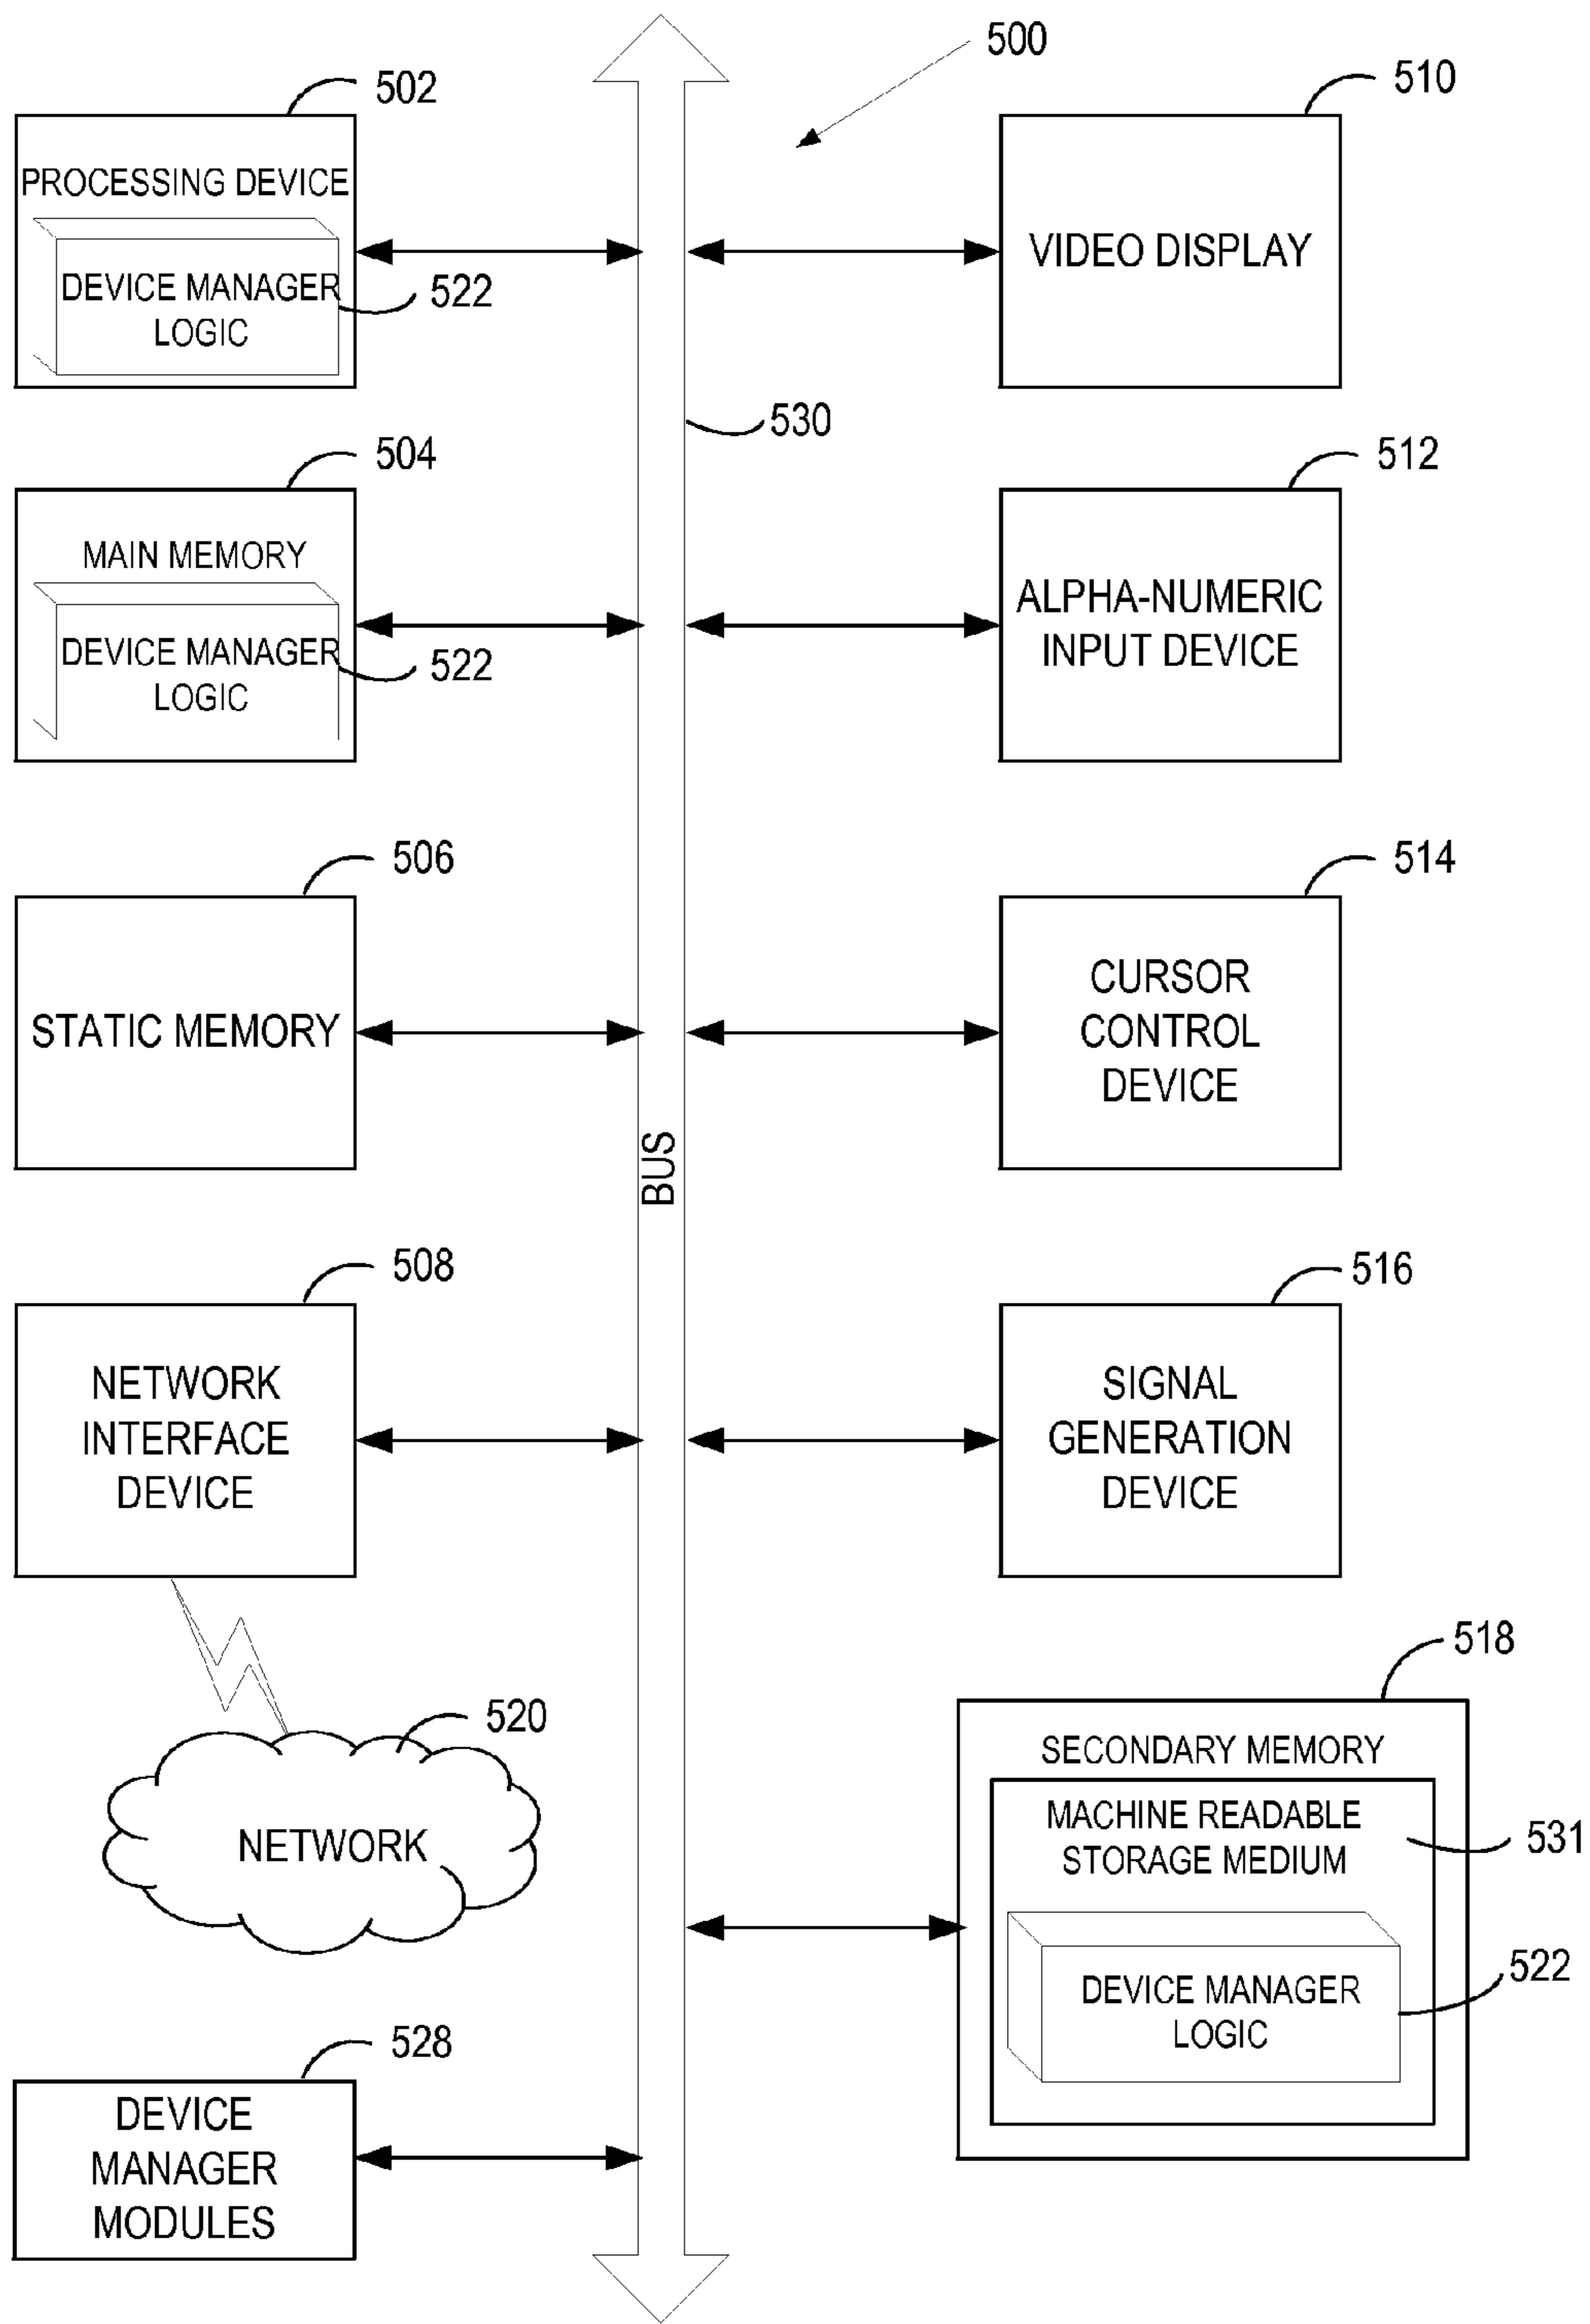 500
502
PROCESSING DEVICE
DEVICE MANAGER
LOGIC
522
504
MAIN MEMORY
DEVICE MANAGER
LOGIC
522
506
STATIC MEMORY
508
NETWORK
INTERFACE
DEVICE
520
NETWORK
528
DEVICE
MANAGER
MODULES
530
BUS
510
VIDEO DISPLAY
512
ALPHA-NUMERIC
INPUT DEVICE
514
CURSOR
CONTROL
DEVICE
516
SIGNAL
GENERATION
DEVICE
518
SECONDARY MEMORY
MACHINE READABLE
STORAGE MEDIUM
531
DEVICE MANAGER
LOGIC
522